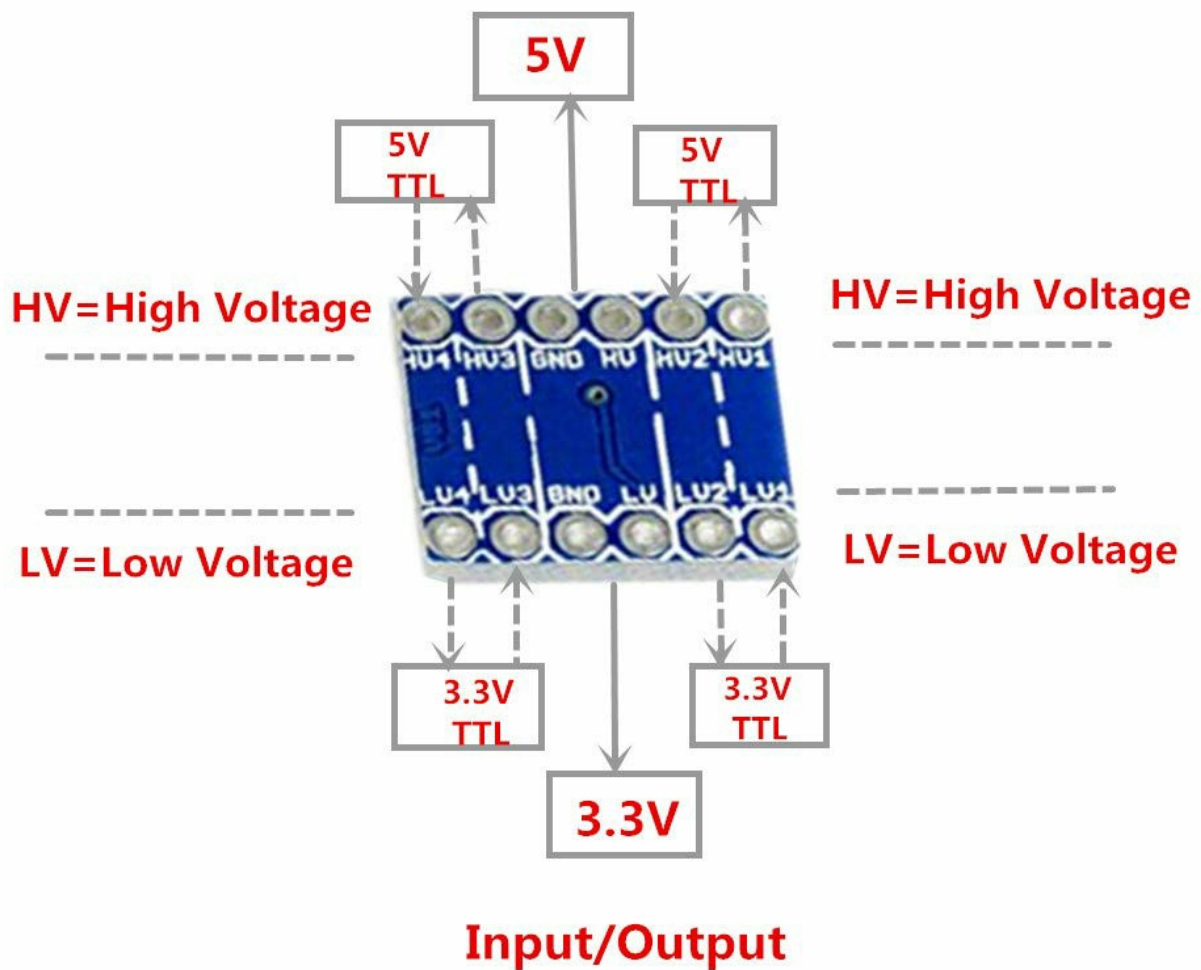 5V
5V
TTL
5V
TTL
HV=High Voltage
HV=High Voltage
HV4 HV3 GND HV HV2 HV1
LV4 LV3 GND LV LV2 LV1
LV=Low Voltage
LV=Low Voltage
3.3V
TTL
3.3V
TTL
3.3V
Input/Output